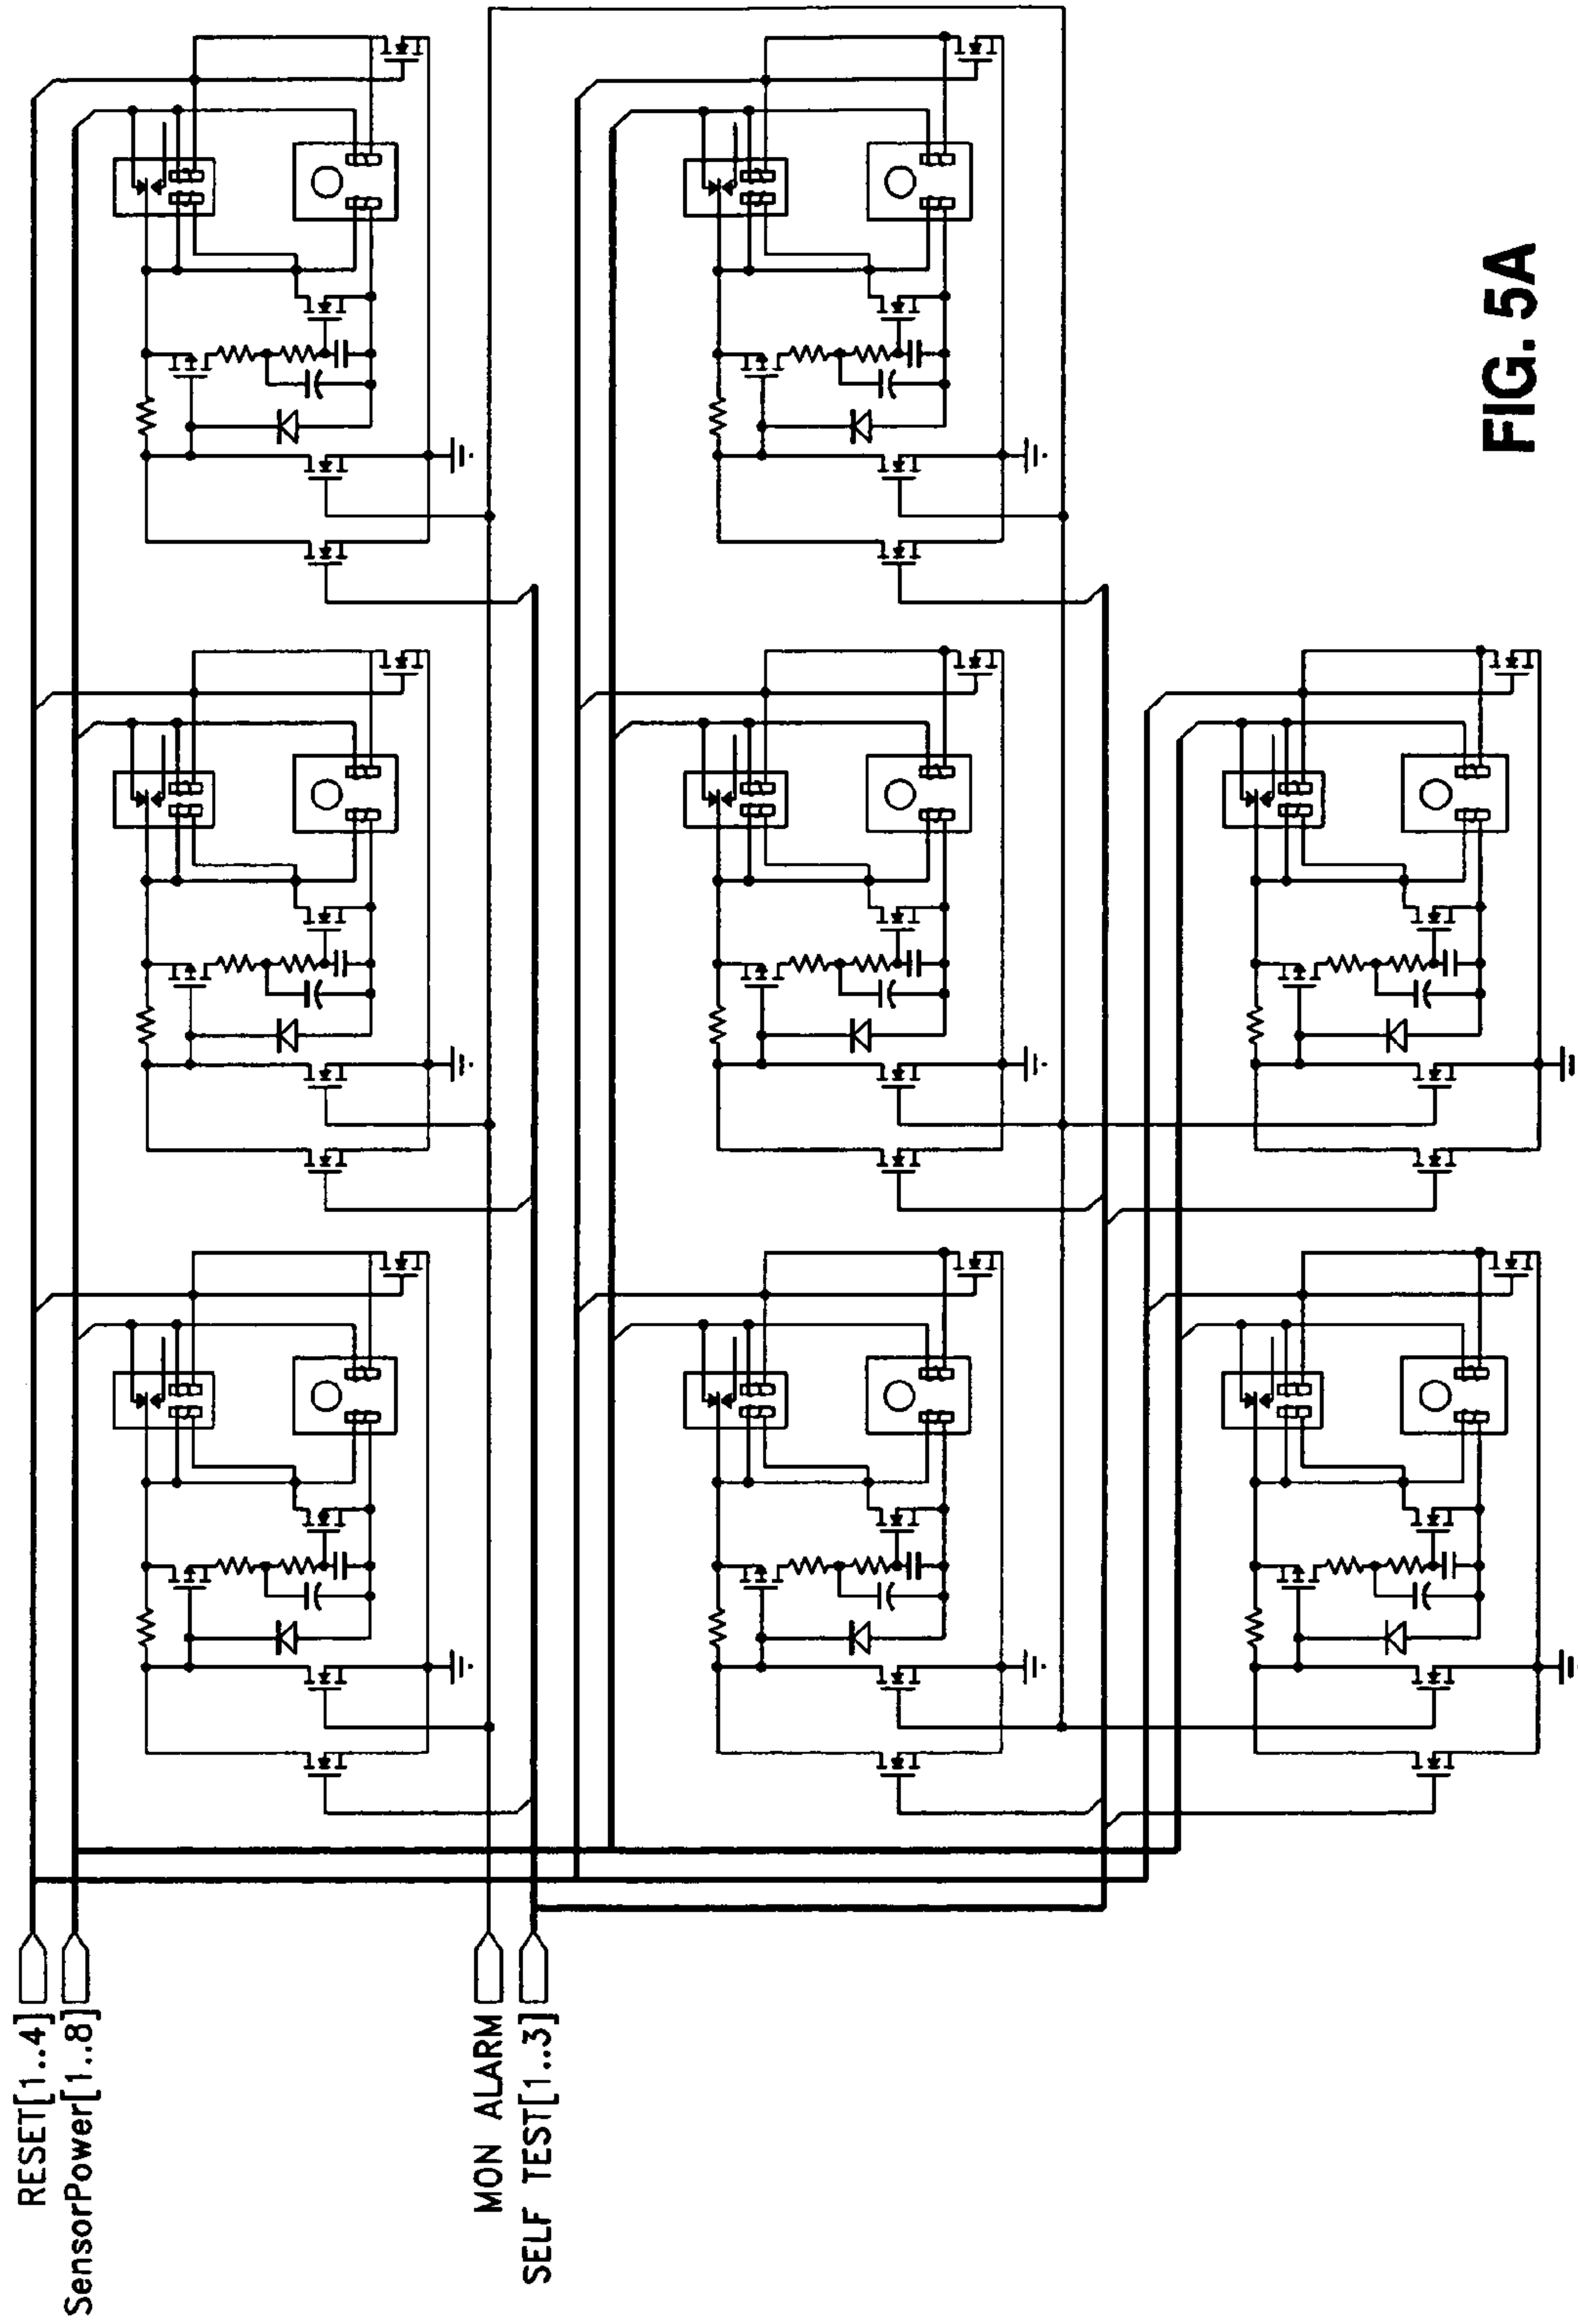 RESET[1..4]
SensorPower[1..8]
MON ALARM
SELF TEST[1..3]
FIG. 5A